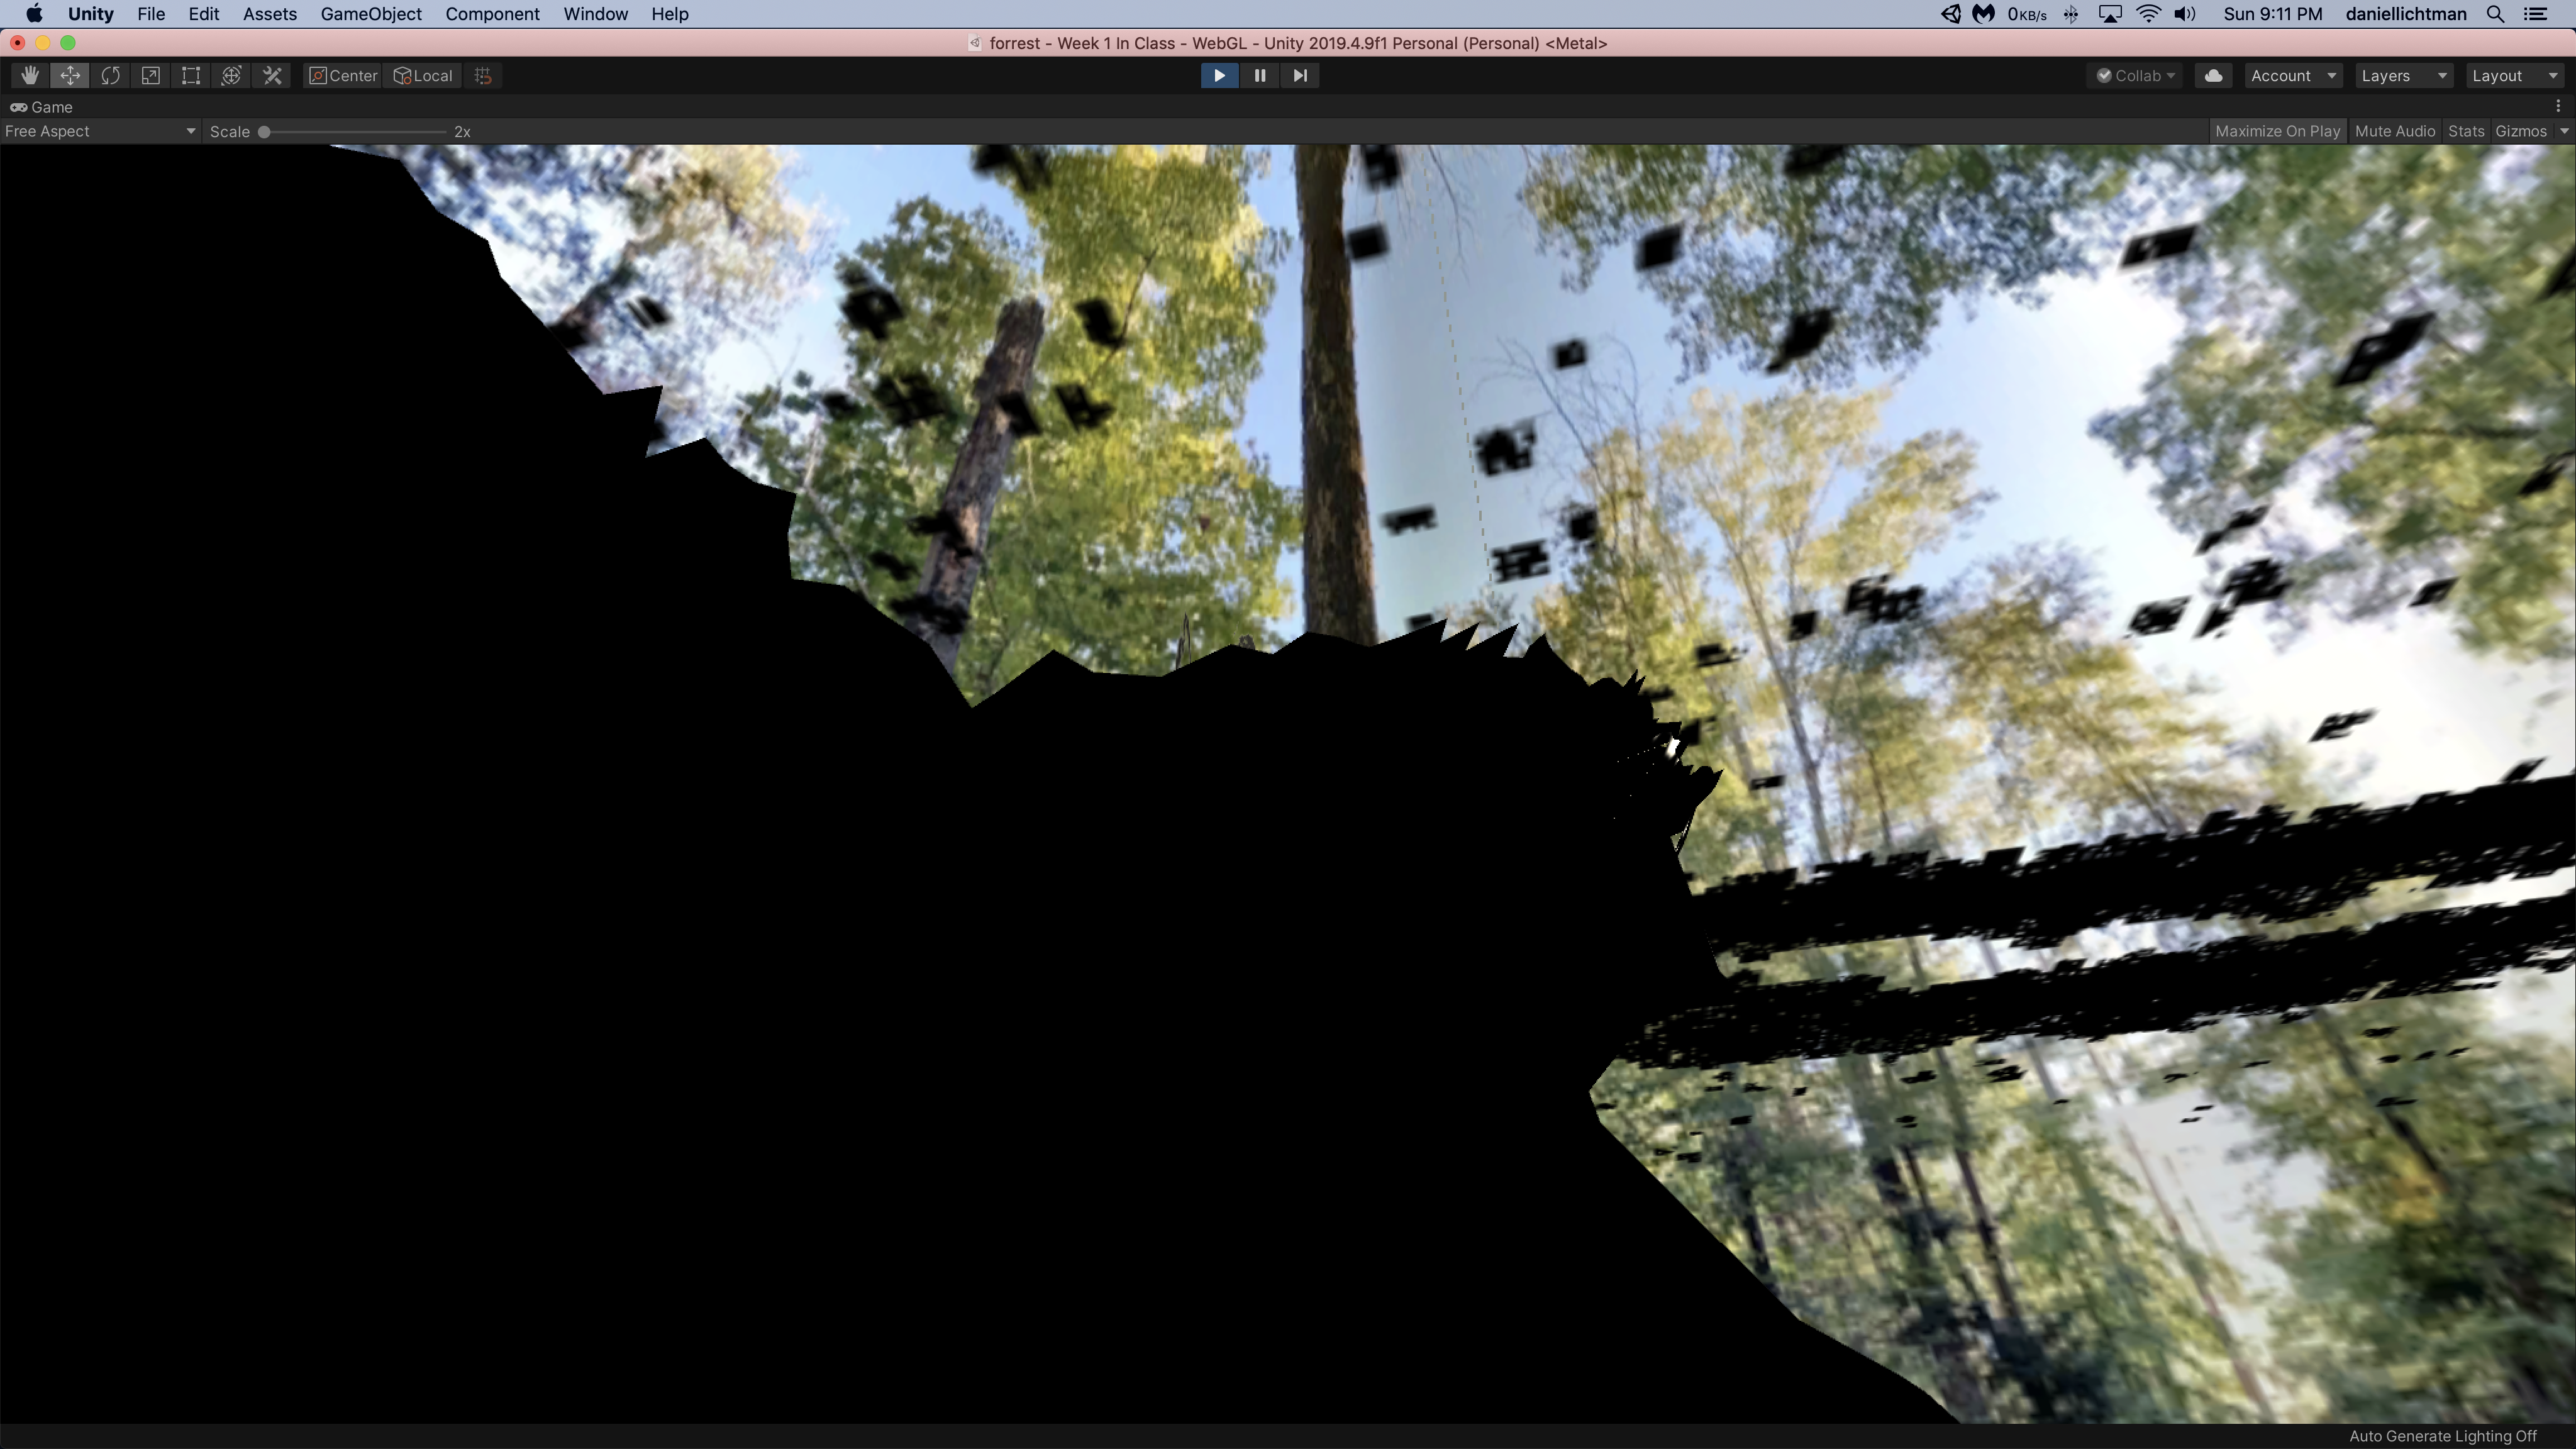 Unity File Edit Assets GameObject Component Window Help 0KB/s Sun 9:11 PM daniellichtman
forrest - Week 1 In Class - WebGL - Unity 2019.4.9f1 Personal (Personal) <Metal>
Center Local Collab Account Layers Layout
Game
Free Aspect Scale 2x Maximize On Play Mute Audio Stats Gizmos
Auto Generate Lighting Off